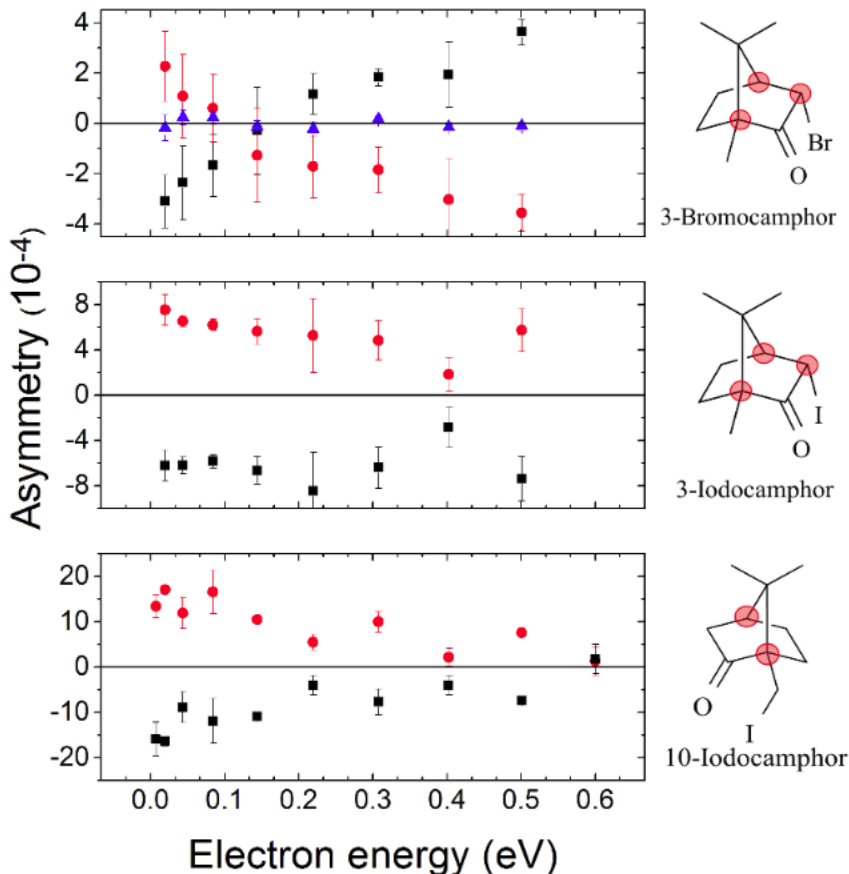 Asymmetry (10⁻⁴)
4
2
0
-2
-4
Br
O
3-Bromocamphor
8
4
0
-4
-8
I
O
3-Iodocamphor
20
10
0
-10
-20
O
I
10-Iodocamphor
0.0 0.1 0.2 0.3 0.4 0.5 0.6
Electron energy (eV)